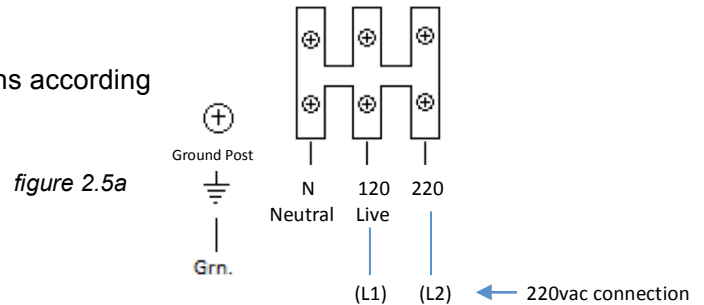 ns according
Ground Post
figure 2.5a
N 120 220
Neutral Live
Grn.
(L1) (L2) 220vac connection